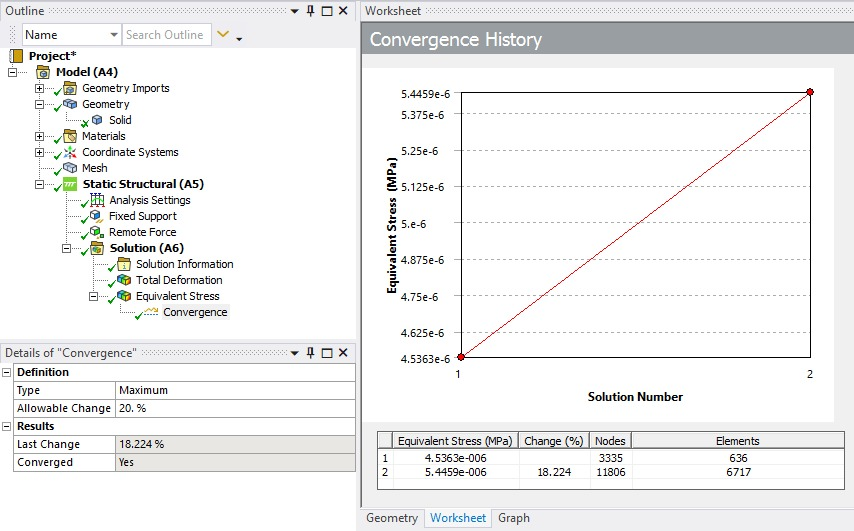 Outline
Name
Search Outline
Project*
Model (A4)
Geometry Imports
Geometry
Solid
Materials
Coordinate Systems
Mesh
Static Structural (A5)
Analysis Settings
Fixed Support
Remote Force
Solution (A6)
Solution Information
Total Deformation
Equivalent Stress
Convergence
Details of "Convergence"
Definition
Type Maximum
Allowable Change 20. %
Results
Last Change 18.224 %
Converged Yes
Worksheet
Convergence History
5.4459e-6
5.375e-6
5.25e-6
5.125e-6
5.e-6
4.875e-6
4.75e-6
4.625e-6
4.5363e-6
Equivalent Stress (MPa)
1 2
Solution Number
Equivalent Stress (MPa) Change (%) Nodes Elements
1 4.5363e-006 3335 636
2 5.4459e-006 18.224 11806 6717
Geometry Worksheet Graph